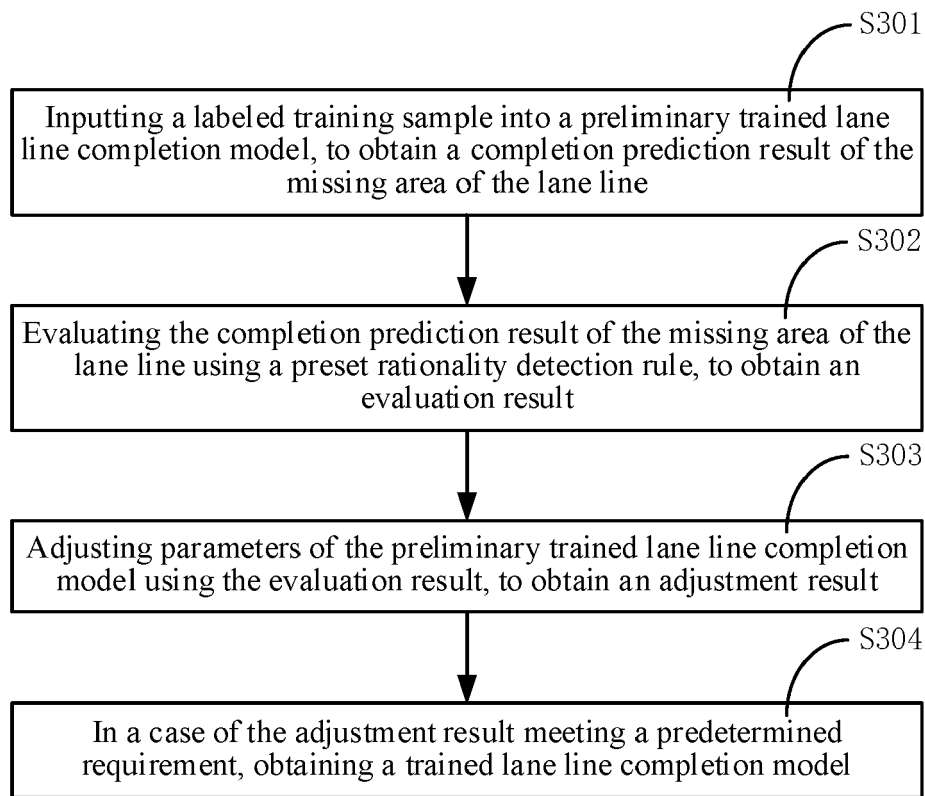 S301
Inputting a labeled training sample into a preliminary trained lane
line completion model, to obtain a completion prediction result of the
missing area of the lane line
S302
Evaluating the completion prediction result of the missing area of the
lane line using a preset rationality detection rule, to obtain an
evaluation result
S303
Adjusting parameters of the preliminary trained lane line completion
model using the evaluation result, to obtain an adjustment result
S304
In a case of the adjustment result meeting a predetermined
requirement, obtaining a trained lane line completion model